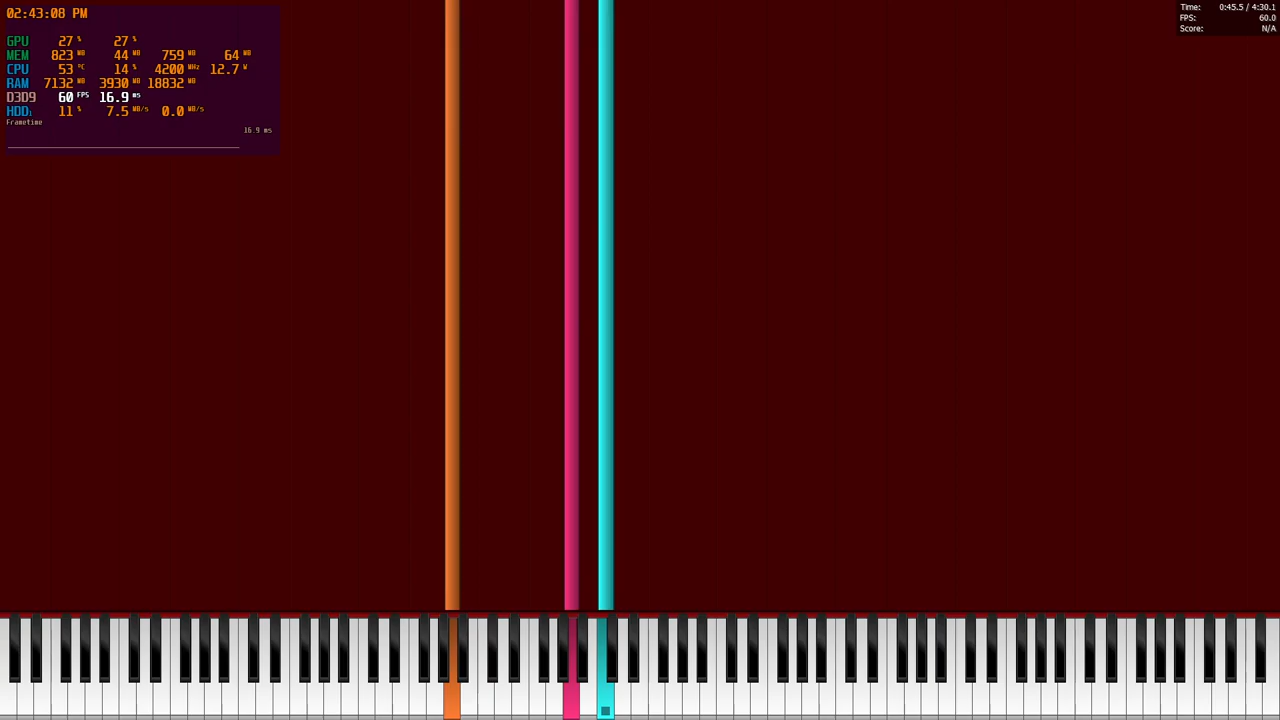 02:43:08 PM
GPU 27 % 27 %
MEM 823 MB 44 MB 759 MB 64 MB
CPU 53 °C 14 % 4200 MHz 12.7 W
RAM 7132 MB 3930 MB 18832 MB
D3D9 60 FPS 16.9 ms
HDD1 11 % 7.5 MB/s 0.0 MB/s
Frametime
16.9 ms
Time: 0:45.5 / 4:30.1
FPS: 60.0
Score: N/A